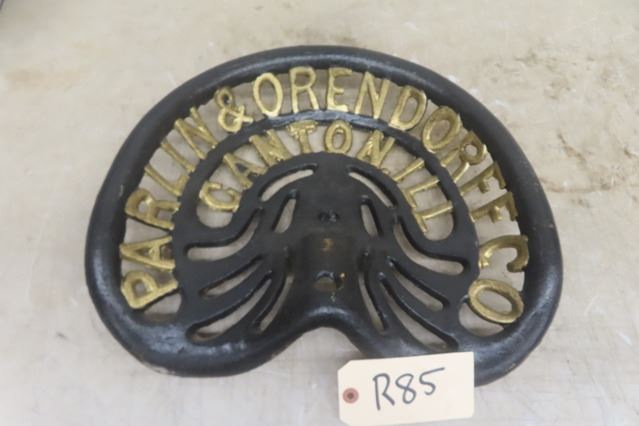 PARLIN & ORENDORFF CO
CANTON. ILL
R85